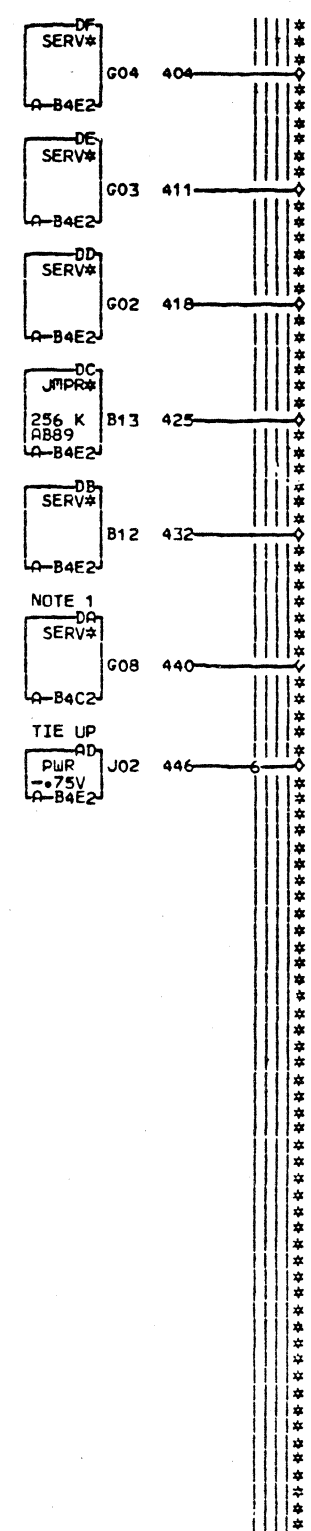 DF
SERV*
G04 404
A-B4E2
DE
SERV*
G03 411
A-B4E2
DD
SERV*
G02 418
A-B4E2
DC
JMPR*
256 K B13 425
AB89
A-B4E2
DB
SERV*
B12 432
A-B4E2
NOTE 1
DA
SERV*
G08 440
A-B4C2
TIE UP
AD
PWR J02 446 6
-.75V
A-B4E2